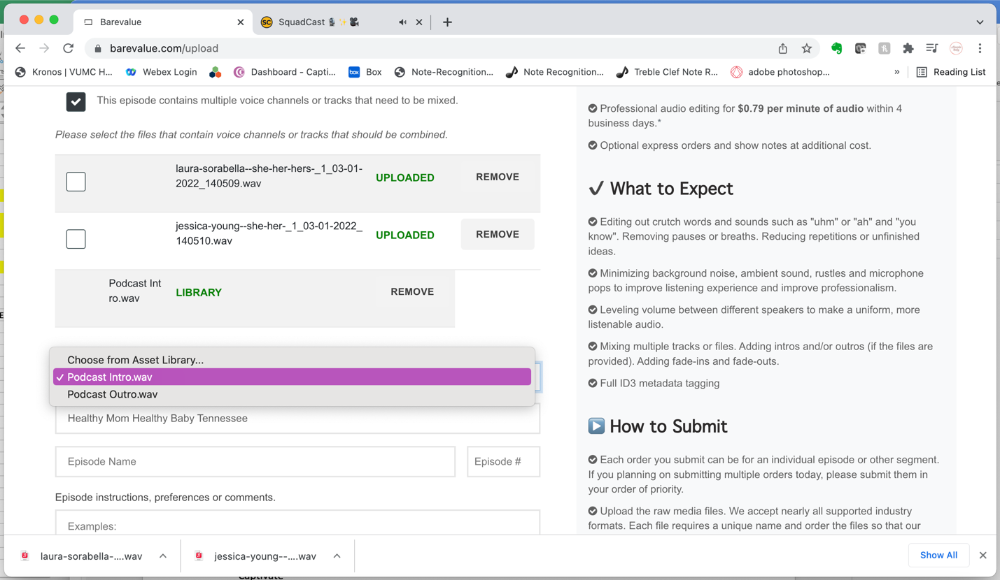 Barevalue
SquadCast 🎙✨🎥
barevalue.com/upload
Kronos | VUMC H...
Webex Login
Dashboard - Capti...
box
Box
Note-Recognition...
Note Recognition...
Treble Clef Note R...
adobe photoshop...
»
Reading List
This episode contains multiple voice channels or tracks that need to be mixed.
Please select the files that contain voice channels or tracks that should be combined.
laura-sorabella--she-her-hers-_1_03-01-
2022_140509.wav
UPLOADED
REMOVE
jessica-young--she-her-_1_03-01-2022_
140510.wav
UPLOADED
REMOVE
Podcast Int
ro.wav
LIBRARY
REMOVE
Choose from Asset Library...
✓ Podcast Intro.wav
Podcast Outro.wav
Healthy Mom Healthy Baby Tennessee
Episode Name
Episode #
Episode instructions, preferences or comments.
Examples:
Professional audio editing for $0.79 per minute of audio within 4
business days.*
Optional express orders and show notes at additional cost.
✓ What to Expect
Editing out crutch words and sounds such as "uhm" or "ah" and "you
know". Removing pauses or breaths. Reducing repetitions or unfinished
ideas.
Minimizing background noise, ambient sound, rustles and microphone
pops to improve listening experience and improve professionalism.
Leveling volume between different speakers to make a uniform, more
listenable audio.
Mixing multiple tracks or files. Adding intros and/or outros (if the files are
provided). Adding fade-ins and fade-outs.
Full ID3 metadata tagging
How to Submit
Each order you submit can be for an individual episode or other segment.
If you planning on submitting multiple orders today, please submit them in
your order of priority.
Upload the raw media files. We accept nearly all supported industry
formats. Each file requires a unique name and order the files so that our
laura-sorabella-....wav
jessica-young--....wav
Show All
Captivate